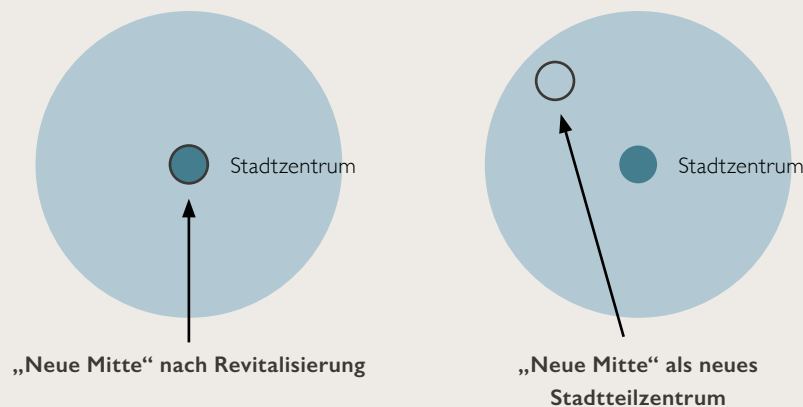 Stadtzentrum
Stadtzentrum
„Neue Mitte“ nach Revitalisierung
„Neue Mitte“ als neues
Stadtteilzentrum